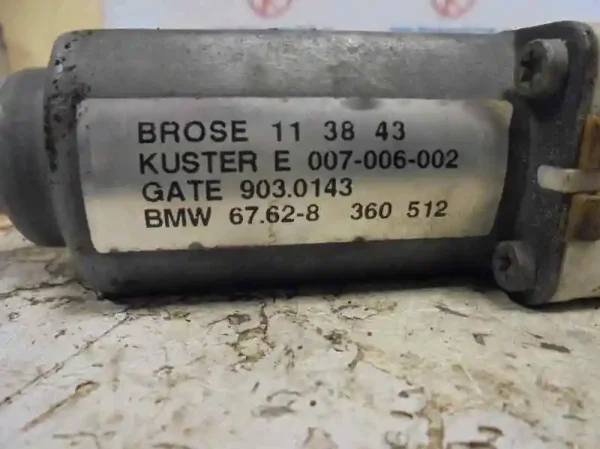 BROSE 11 38 43
KUSTER E 007-006-002
GATE 903.0143
BMW 67.62-8 360 512